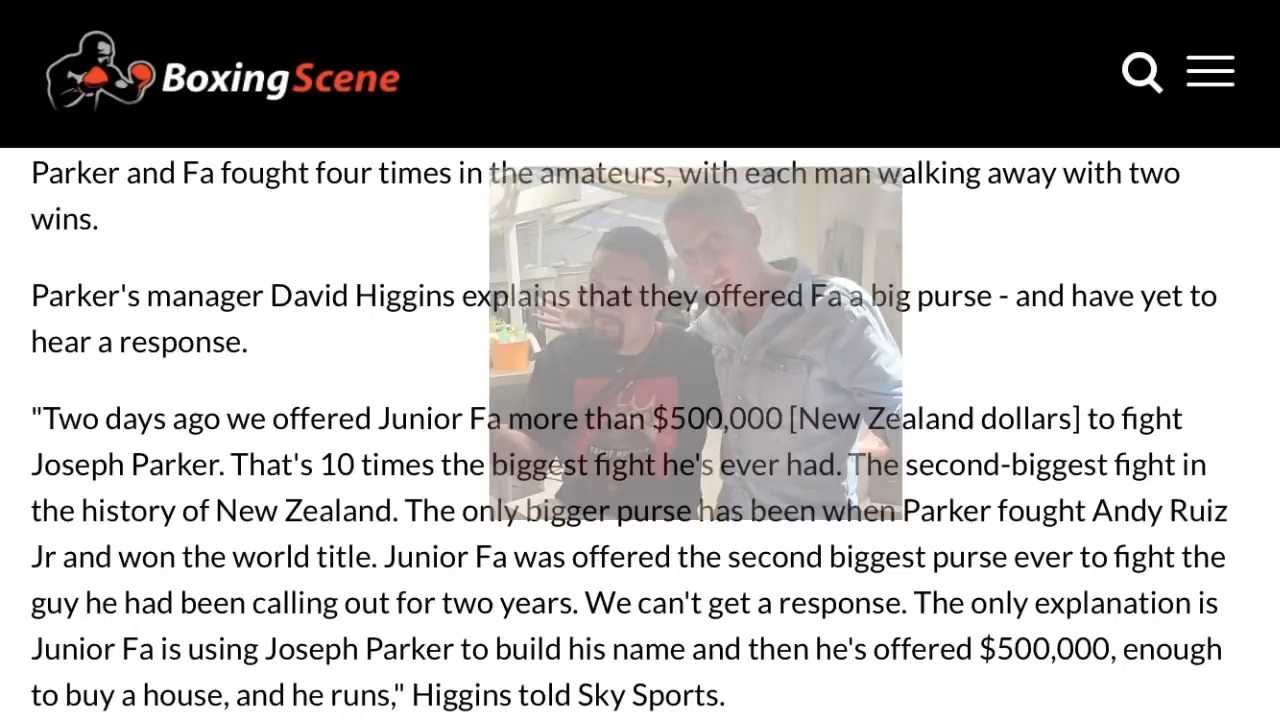 BoxingScene
Parker and Fa fought four times in the amateurs, with each man walking away with two
wins.
Parker's manager David Higgins explains that they offered Fa a big purse - and have yet to
hear a response.
"Two days ago we offered Junior Fa more than $500,000 [New Zealand dollars] to fight
Joseph Parker. That's 10 times the biggest fight he's ever had. The second-biggest fight in
the history of New Zealand. The only bigger purse has been when Parker fought Andy Ruiz
Jr and won the world title. Junior Fa was offered the second biggest purse ever to fight the
guy he had been calling out for two years. We can't get a response. The only explanation is
Junior Fa is using Joseph Parker to build his name and then he's offered $500,000, enough
to buy a house, and he runs," Higgins told Sky Sports.